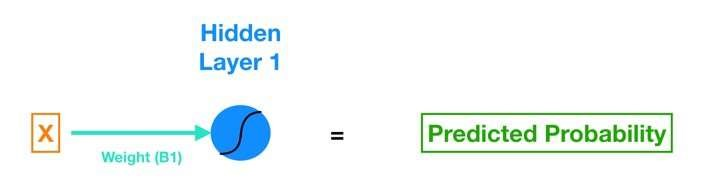 Hidden
Layer 1
X
Weight (B1)
=
Predicted Probability